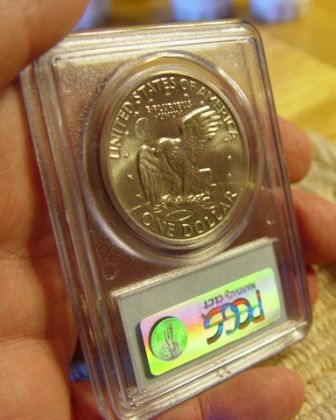 UNITED STATES OF AMERICA
E·PLURIBUS
UNUM
ONE DOLLAR
PCGS